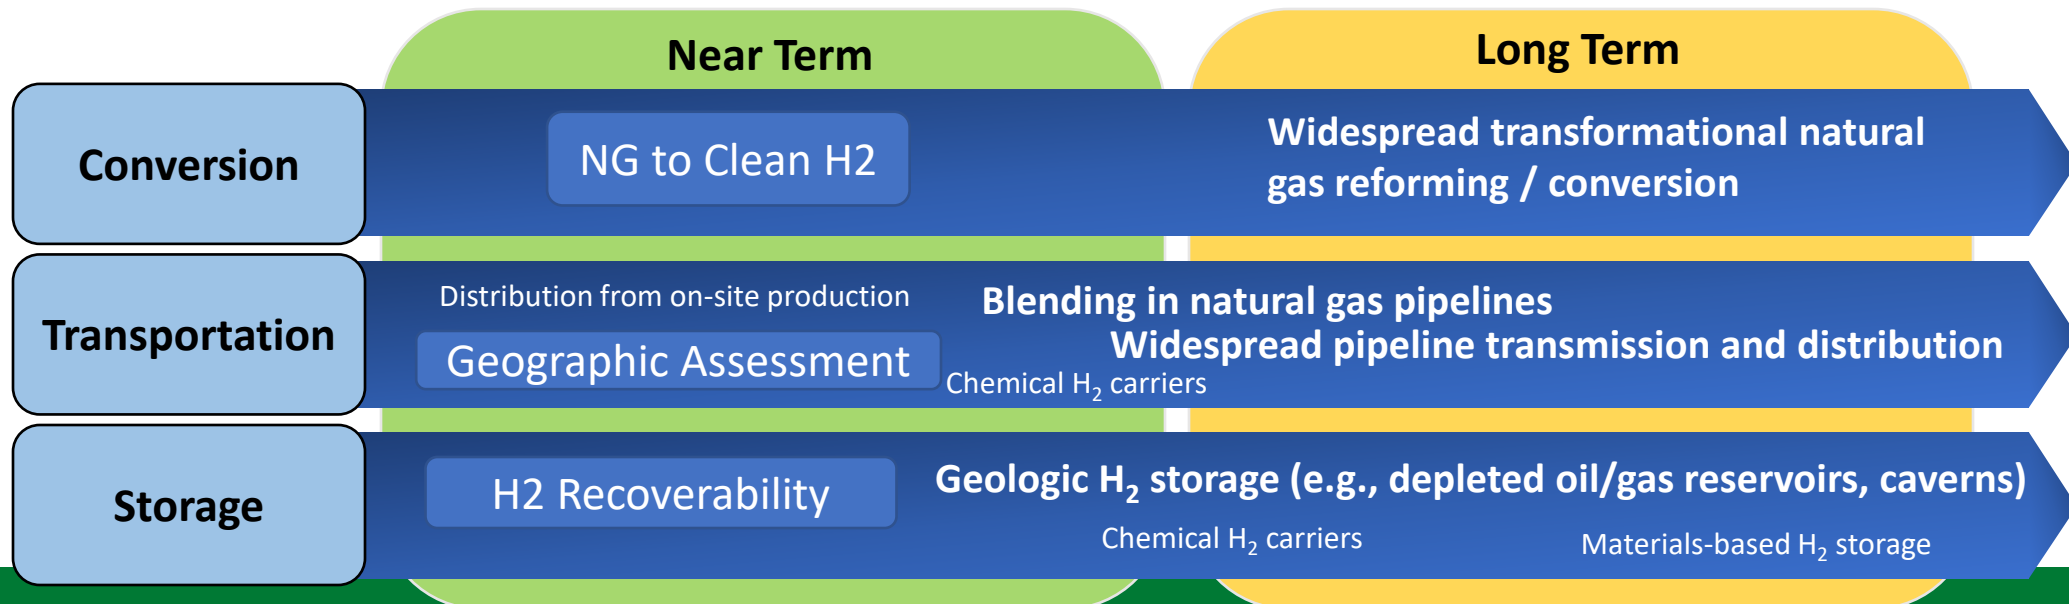 Near Term
Long Term
Conversion
NG to Clean H2
Widespread transformational natural
gas reforming / conversion
Transportation
Distribution from on-site production
Geographic Assessment
Blending in natural gas pipelines
Widespread pipeline transmission and distribution
Chemical H₂ carriers
Storage
H2 Recoverability
Geologic H₂ storage (e.g., depleted oil/gas reservoirs, caverns)
Chemical H₂ carriers
Materials-based H₂ storage